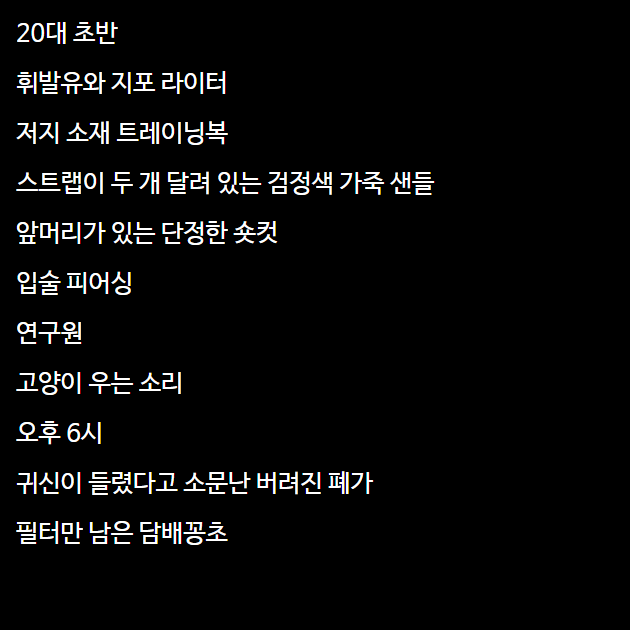 20대 초반
휘발유와 지포 라이터
저지 소재 트레이닝복
스트랩이 두 개 달려 있는 검정색 가죽 샌들
앞머리가 있는 단정한 숏컷
입술 피어싱
연구원
고양이 우는 소리
오후 6시
귀신이 들렸다고 소문난 버려진 폐가
필터만 남은 담배꽁초